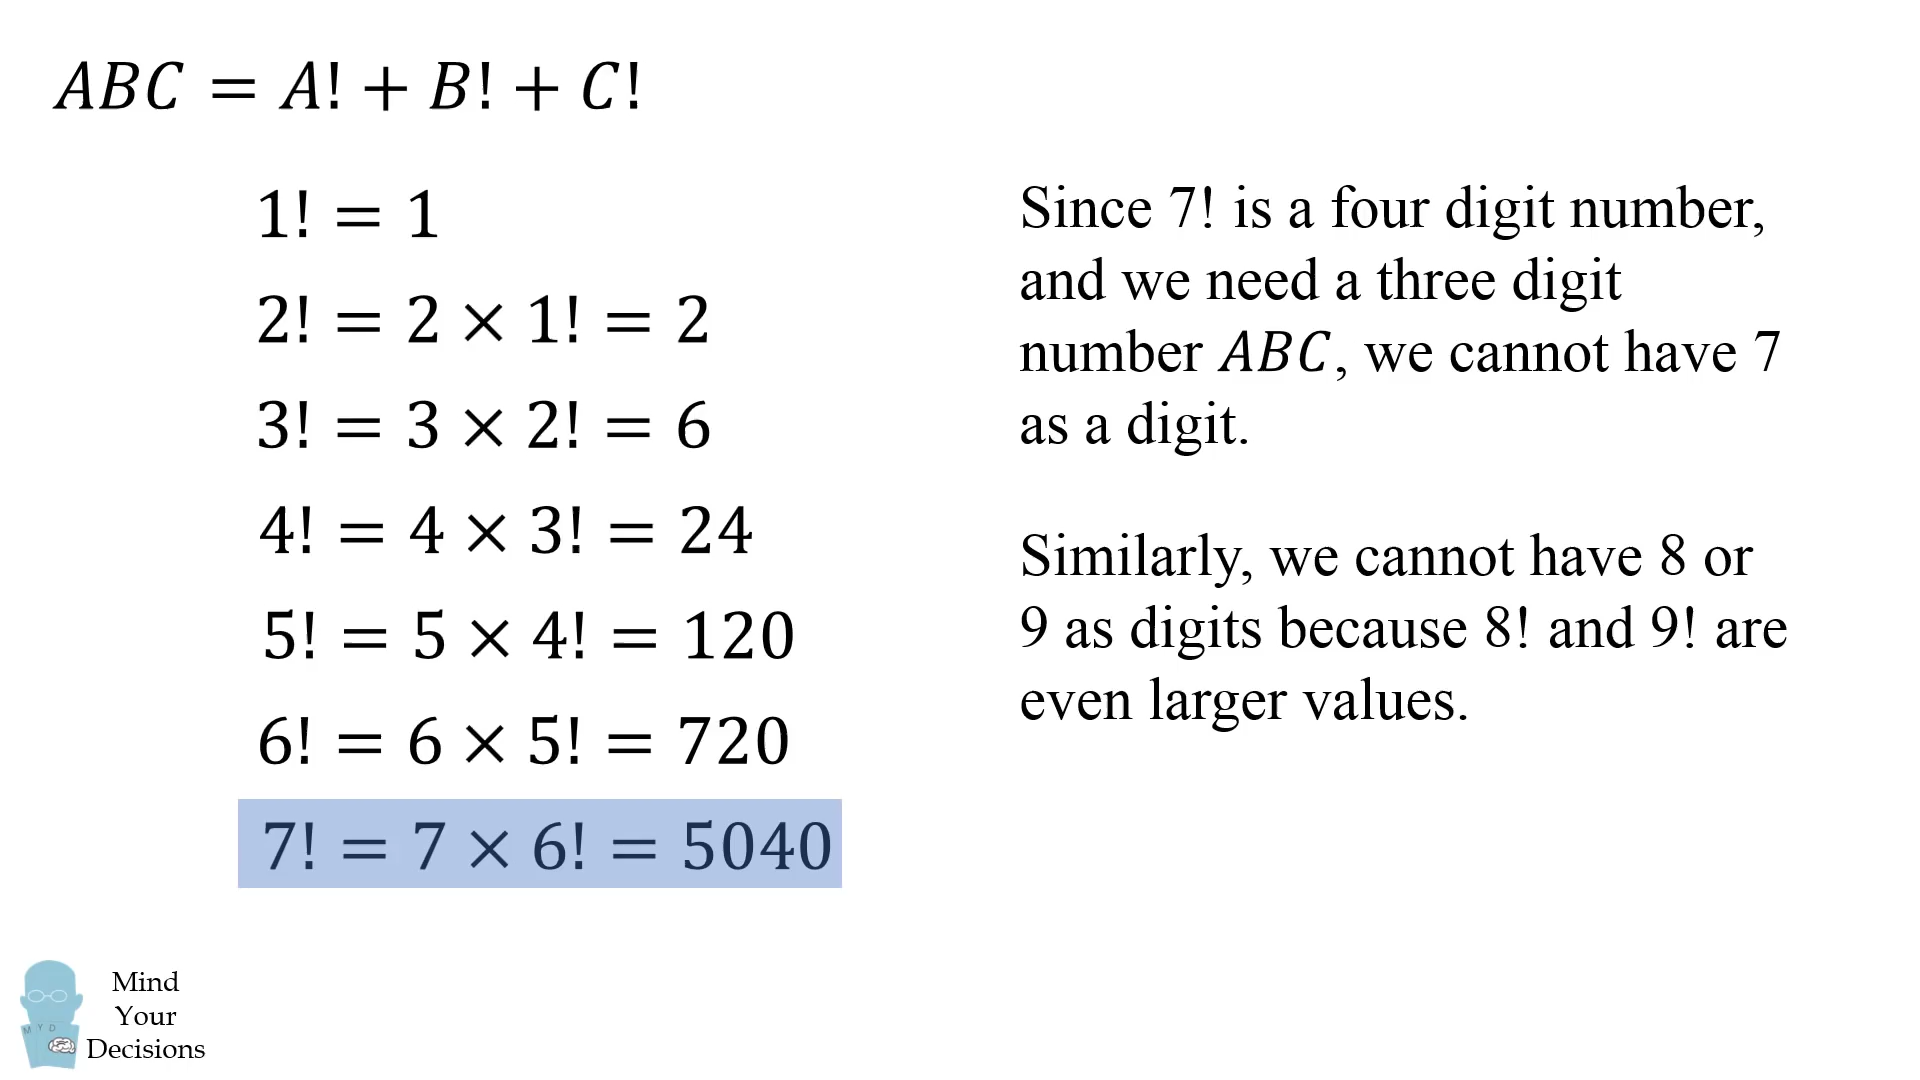 ABC = A! + B! + C!
1! = 1
2! = 2 × 1! = 2
3! = 3 × 2! = 6
4! = 4 × 3! = 24
5! = 5 × 4! = 120
6! = 6 × 5! = 720
7! = 7 × 6! = 5040
Since 7! is a four digit number,
and we need a three digit
number ABC, we cannot have 7
as a digit.
Similarly, we cannot have 8 or
9 as digits because 8! and 9! are
even larger values.
M Y D
Mind
Your
Decisions